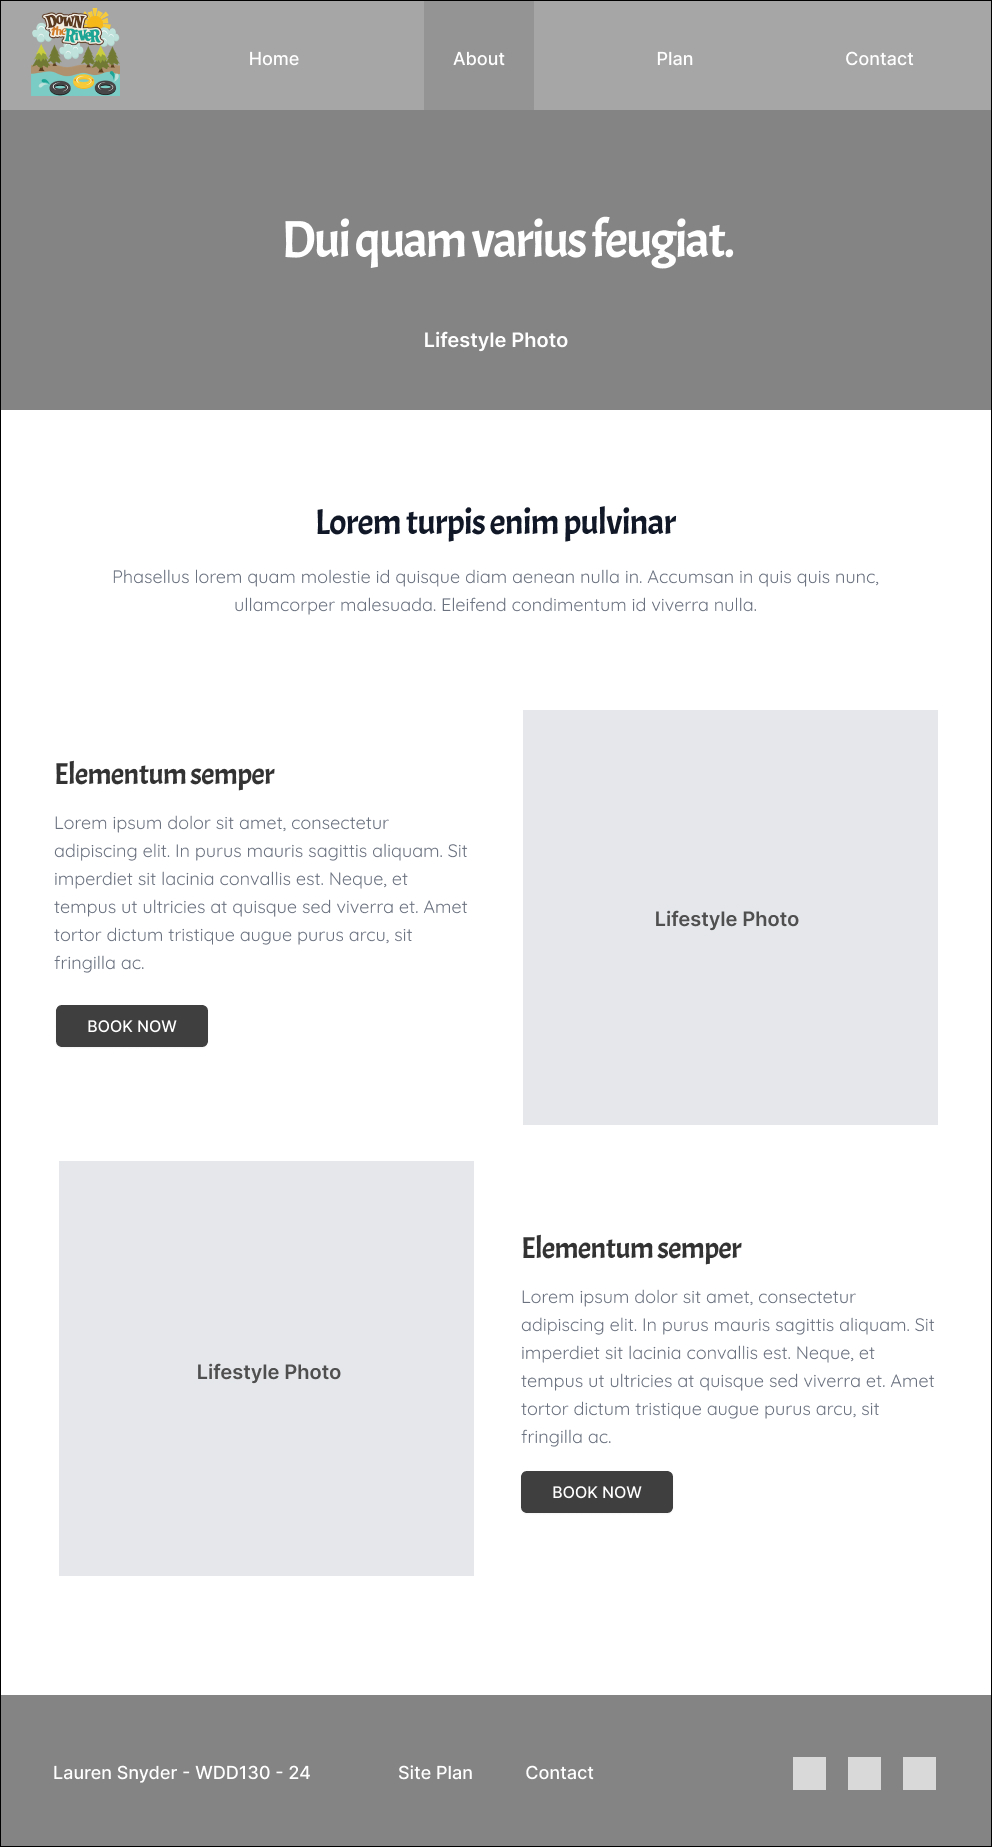 DOWN
the RIVER
Home About Plan Contact
Dui quam varius feugiat.
Lifestyle Photo
Lorem turpis enim pulvinar
Phasellus lorem quam molestie id quisque diam aenean nulla in. Accumsan in quis quis nunc,
ullamcorper malesuada. Eleifend condimentum id viverra nulla.
Elementum semper
Lorem ipsum dolor sit amet, consectetur
adipiscing elit. In purus mauris sagittis aliquam. Sit
imperdiet sit lacinia convallis est. Neque, et
tempus ut ultricies at quisque sed viverra et. Amet
tortor dictum tristique augue purus arcu, sit
fringilla ac.
BOOK NOW
Lifestyle Photo
Lifestyle Photo
Elementum semper
Lorem ipsum dolor sit amet, consectetur
adipiscing elit. In purus mauris sagittis aliquam. Sit
imperdiet sit lacinia convallis est. Neque, et
tempus ut ultricies at quisque sed viverra et. Amet
tortor dictum tristique augue purus arcu, sit
fringilla ac.
BOOK NOW
Lauren Snyder - WDD130 - 24 Site Plan Contact